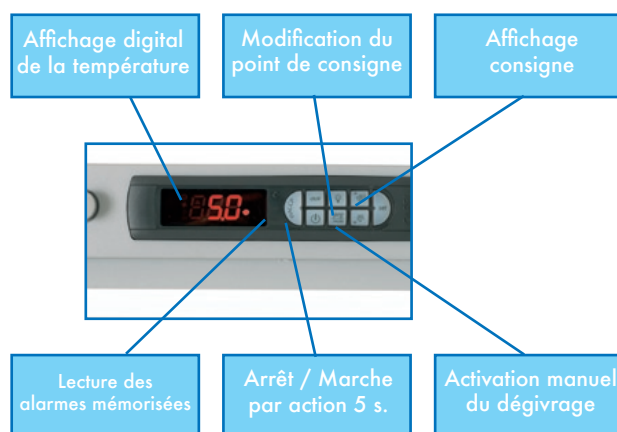 Affichage digital
de la température
Modification du
point de consigne
Affichage
consigne
5.0
Lecture des
alarmes mémorisées
Arrêt / Marche
par action 5 s.
Activation manuel
du dégivrage